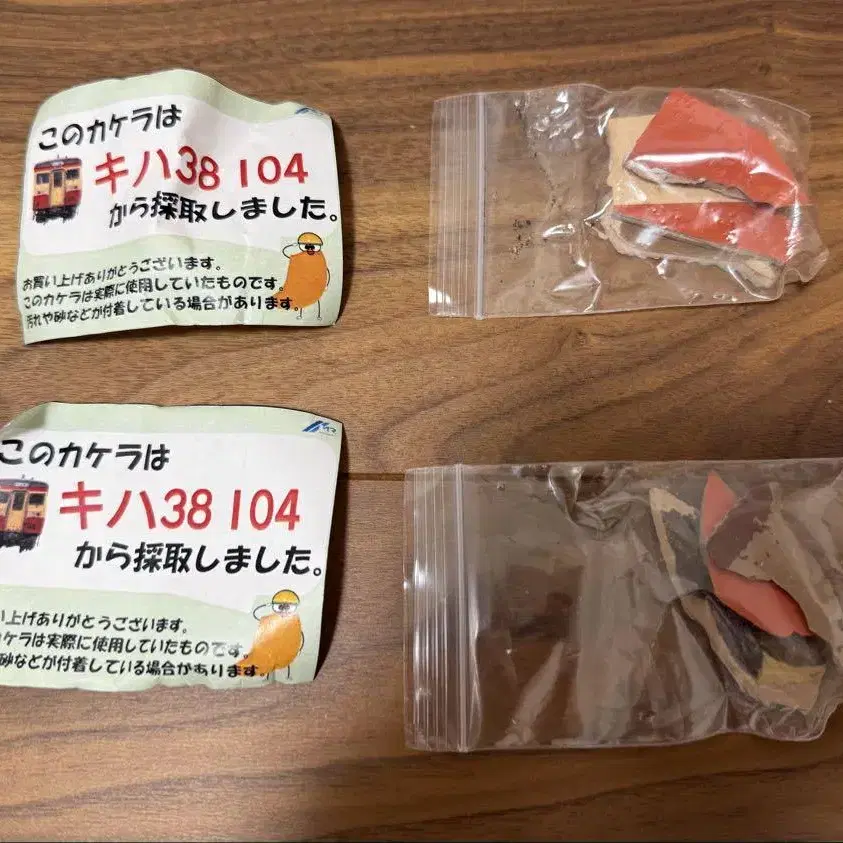 このカケラは
キハ38 104
から採取しました。
お買い上げありがとうございます。
このカケラは実際に使用していたものです。
汚れや砂などが付着している場合があります。
このカケラは
キハ38 104
から採取しました。
い上げありがとうございます。
ケラは実際に使用していたものです。
砂などが付着している場合があります。